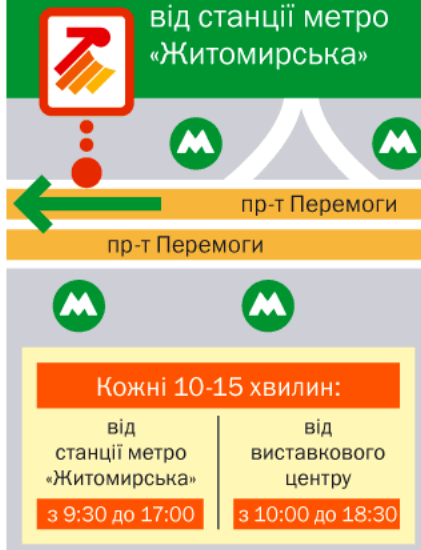 від станції метро
«Житомирська»
М
М
пр-т Перемоги
пр-т Перемоги
М
М
Кожні 10-15 хвилин:
від
станції метро
«Житомирська»
з 9:30 до 17:00
від
виставкового
центру
з 10:00 до 18:30